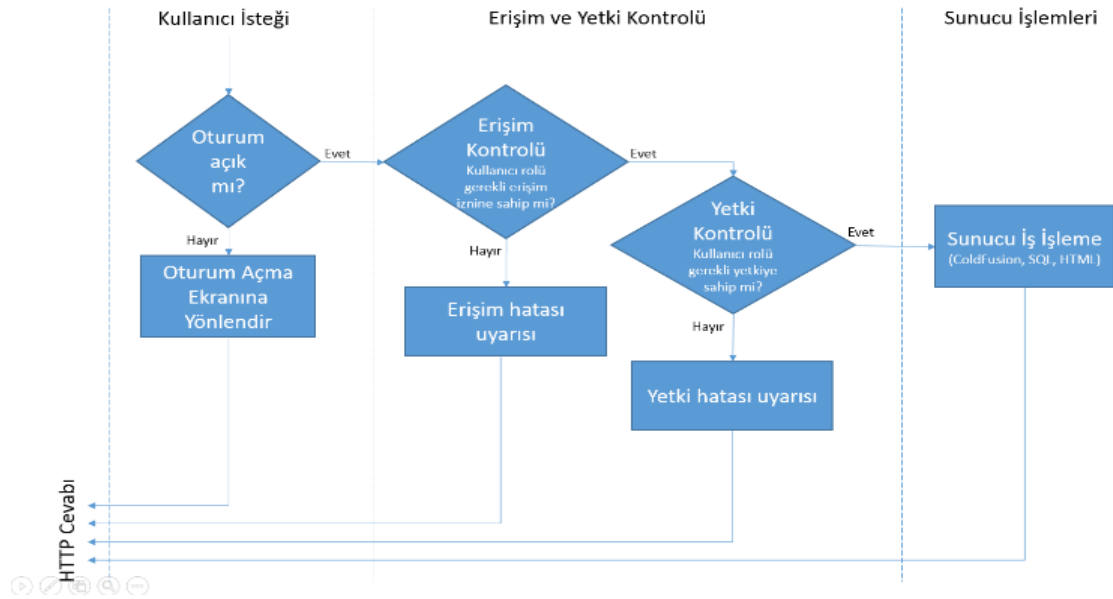 Kullanıcı İsteği
Erişim ve Yetki Kontrolü
Sunucu İşlemleri
Oturum
açık
mı?
Evet
Hayır
Oturum Açma
Ekranına
Yönlendir
Erişim
Kontrolü
Kullanıcı rolü
gerekli erişim
iznine sahip mi?
Evet
Hayır
Erişim hatası
uyarısı
Yetki
Kontrolü
Kullanıcı rolü
gerekli yetkiye
sahip mi?
Evet
Hayır
Yetki hatası uyarısı
Sunucu İş İşleme
(ColdFusion, SQL, HTML)
HTTP Cevabı